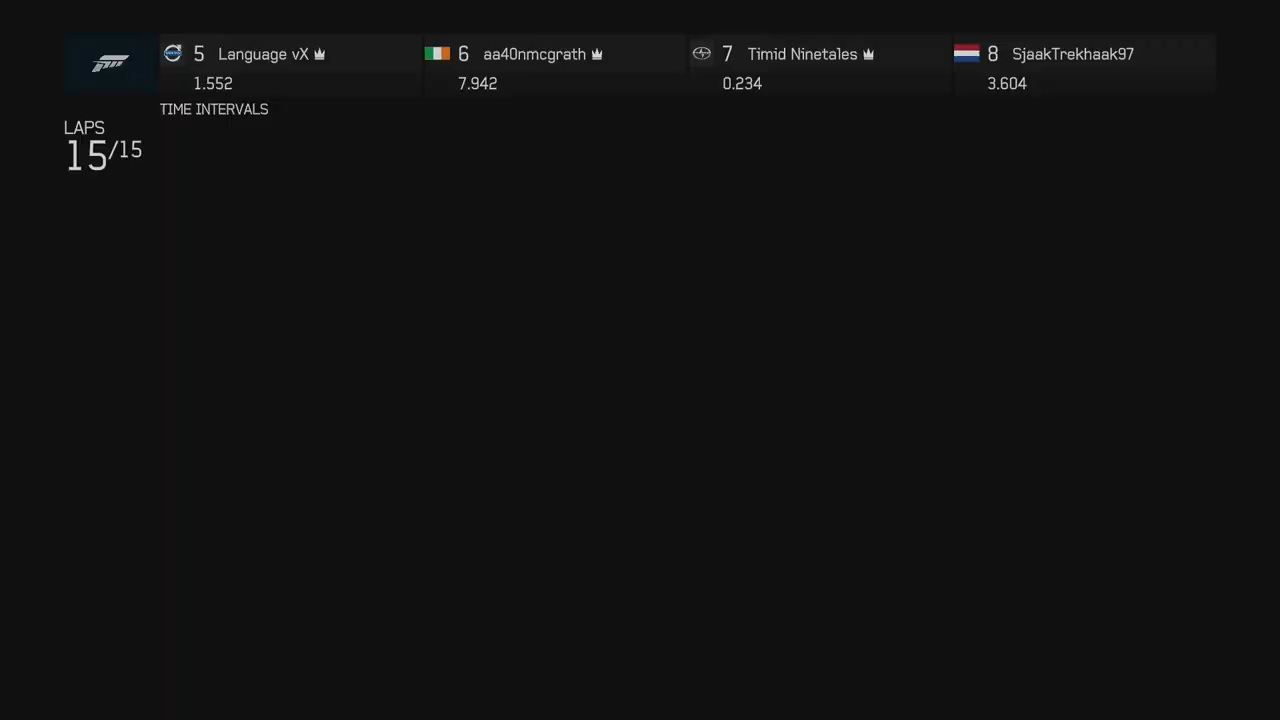 5 Language vX
1.552
6 aa40nmcgrath
7.942
7 Timid Ninetales
0.234
8 SjaakTrekhaak97
3.604
TIME INTERVALS
LAPS
15/15